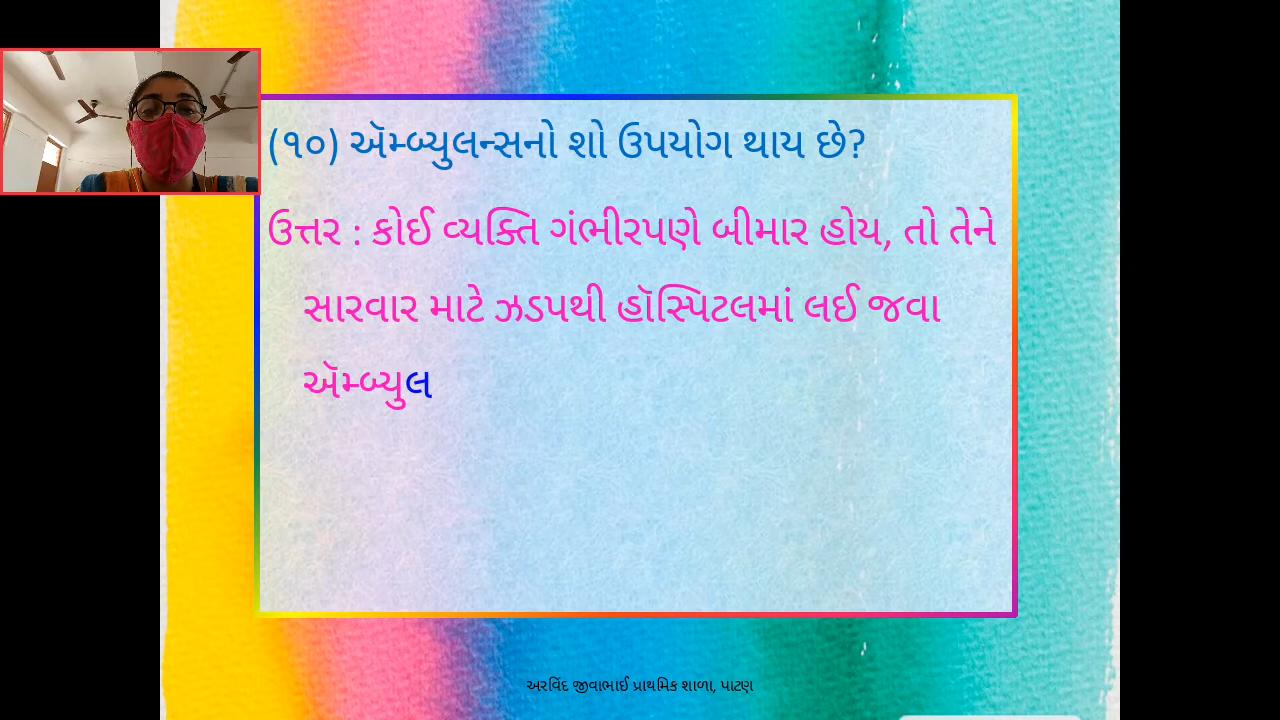 (૧૦) ઍમ્બ્યુલન્સનો શો ઉપયોગ થાય છે?
ઉત્તર : કોઈ વ્યક્તિ ગંભીરપણે બીમાર હોય, તો તેને
સારવાર માટે ઝડપથી હૉસ્પિટલમાં લઈ જવા
ઍમ્બ્યુલ
અરવિંદ જીવાભાઈ પ્રાથમિક શાળા, પાટણ